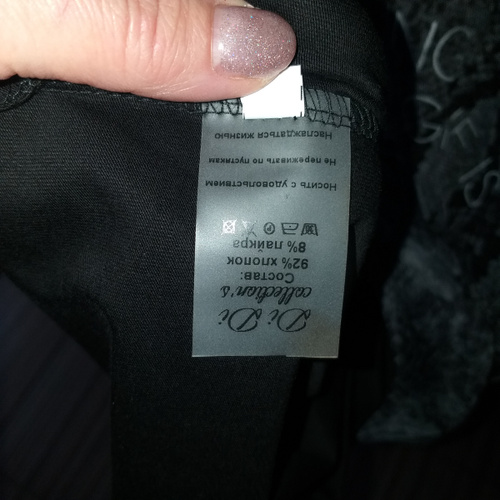 Di Di
collection's
Состав:
92% хлопок
8% лайкра
Носить с удовольствием
Не переживать по пустякам
Наслаждаться жизнью